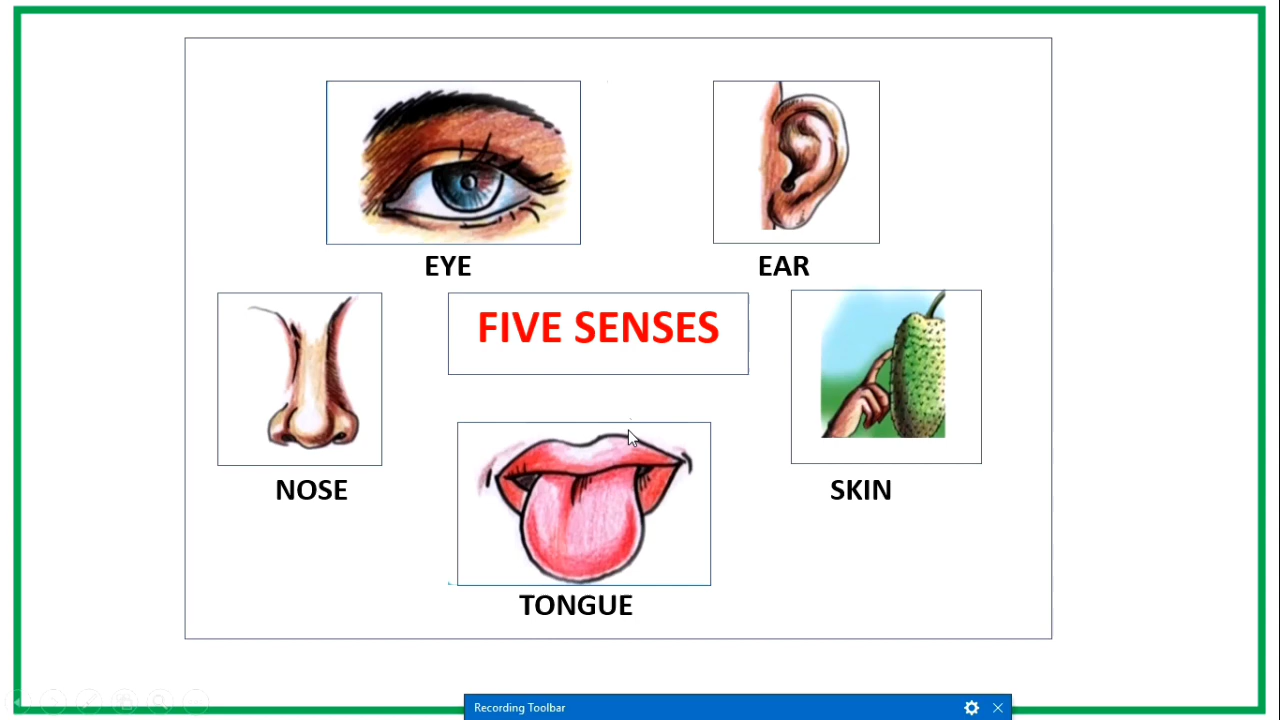 EYE
EAR
FIVE SENSES
NOSE
SKIN
TONGUE
Recording Toolbar